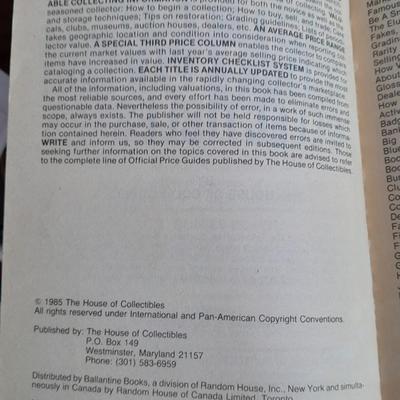 ABLE COLLECTING INFORMATION is provided for both the novice as well as the
seasoned collector: How to begin a collection; How to buy, sell, and trade; Care
and storage techniques; Tips on restoration; Grading guidelines; Lists of periodi-
cals, clubs, museums, auction houses, dealers, etc. AN AVERAGE PRICE RANGE
takes geographic location and condition into consideration when reporting col-
lector value. A SPECIAL THIRD PRICE COLUMN enables the collector to compare
the current market values with last year's average selling price indicating which
items have increased in value. INVENTORY CHECKLIST SYSTEM is provided for
cataloging a collection. EACH TITLE IS ANNUALLY UPDATED to provide the most
accurate information available in the rapidly changing collector's marketplace.
All of the information, including valuations, in this book has been compiled from
the most reliable sources, and every effort has been made to eliminate errors and
questionable data. Nevertheless the possibility of error, in a work of such immense
scope, always exists. The publisher will not be held responsible for losses which
may occur in the purchase, sale, or other transaction of items because of informa-
tion contained herein. Readers who feel they have discovered errors are invited to
WRITE and inform us, so they may be corrected in subsequent editions. Those
seeking further information on the topics covered in this book are advised to refer
to the complete line of Official Price Guides published by The House of Collectibles.
© 1985 The House of Collectibles
All rights reserved under International and Pan-American Copyright Conventions.
Published by: The House of Collectibles
P.O. Box 149
Westminster, Maryland 21157
Phone: (301) 583-6959
Distributed by Ballantine Books, a division of Random House, Inc., New York and simulta-
neously in Canada by Random House of Canada Limited, Toronto.